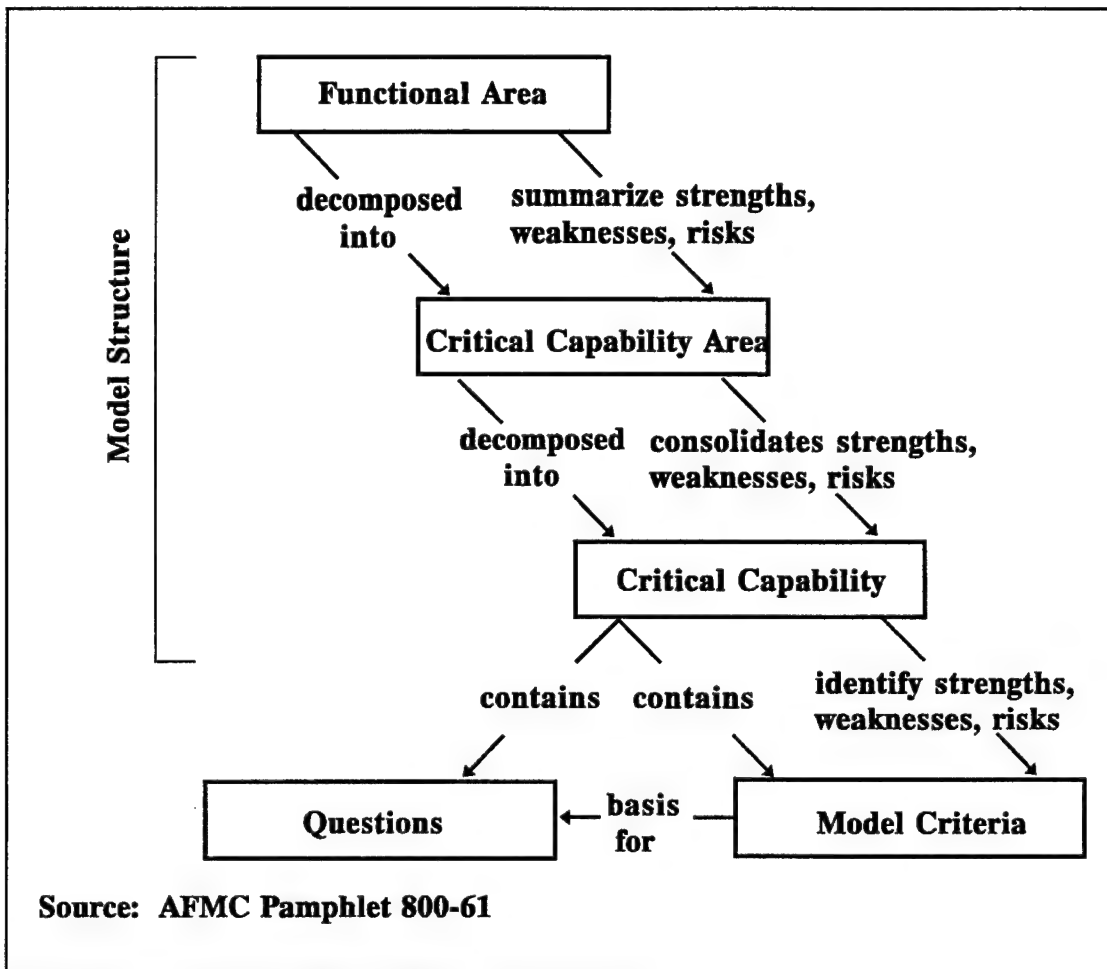 Functional Area
decomposed
into
summarize strengths,
weaknesses, risks
Model Structure
Critical Capability Area
decomposed
into
consolidates strengths,
weaknesses, risks
Critical Capability
contains
contains
identify strengths,
weaknesses, risks
Questions
basis
for
Model Criteria
Source: AFMC Pamphlet 800-61